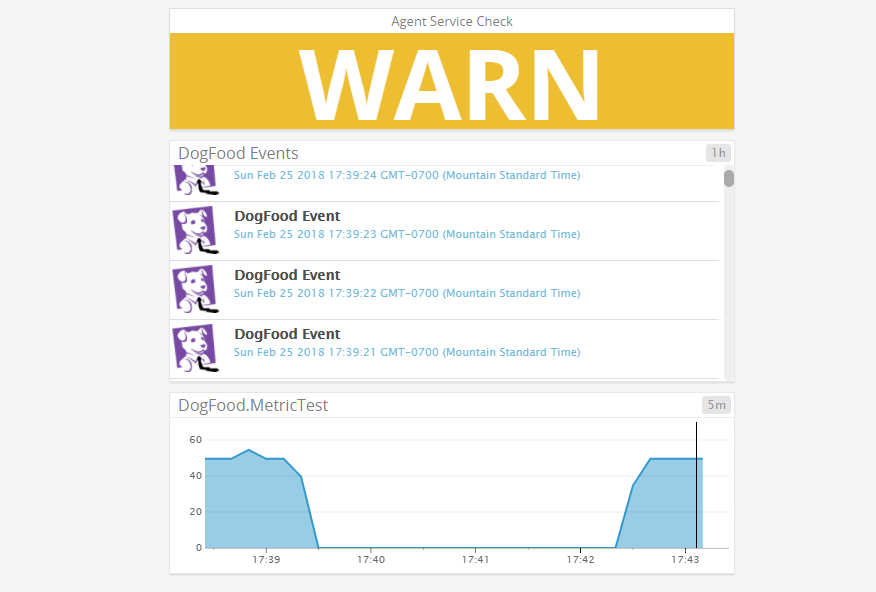 Agent Service Check
WARN
DogFood Events
1h
Sun Feb 25 2018 17:39:24 GMT-0700 (Mountain Standard Time)
DogFood Event
Sun Feb 25 2018 17:39:23 GMT-0700 (Mountain Standard Time)
DogFood Event
Sun Feb 25 2018 17:39:22 GMT-0700 (Mountain Standard Time)
DogFood Event
Sun Feb 25 2018 17:39:21 GMT-0700 (Mountain Standard Time)
DogFood.MetricTest
5m
60
40
20
0
17:39 17:40 17:41 17:42 17:43